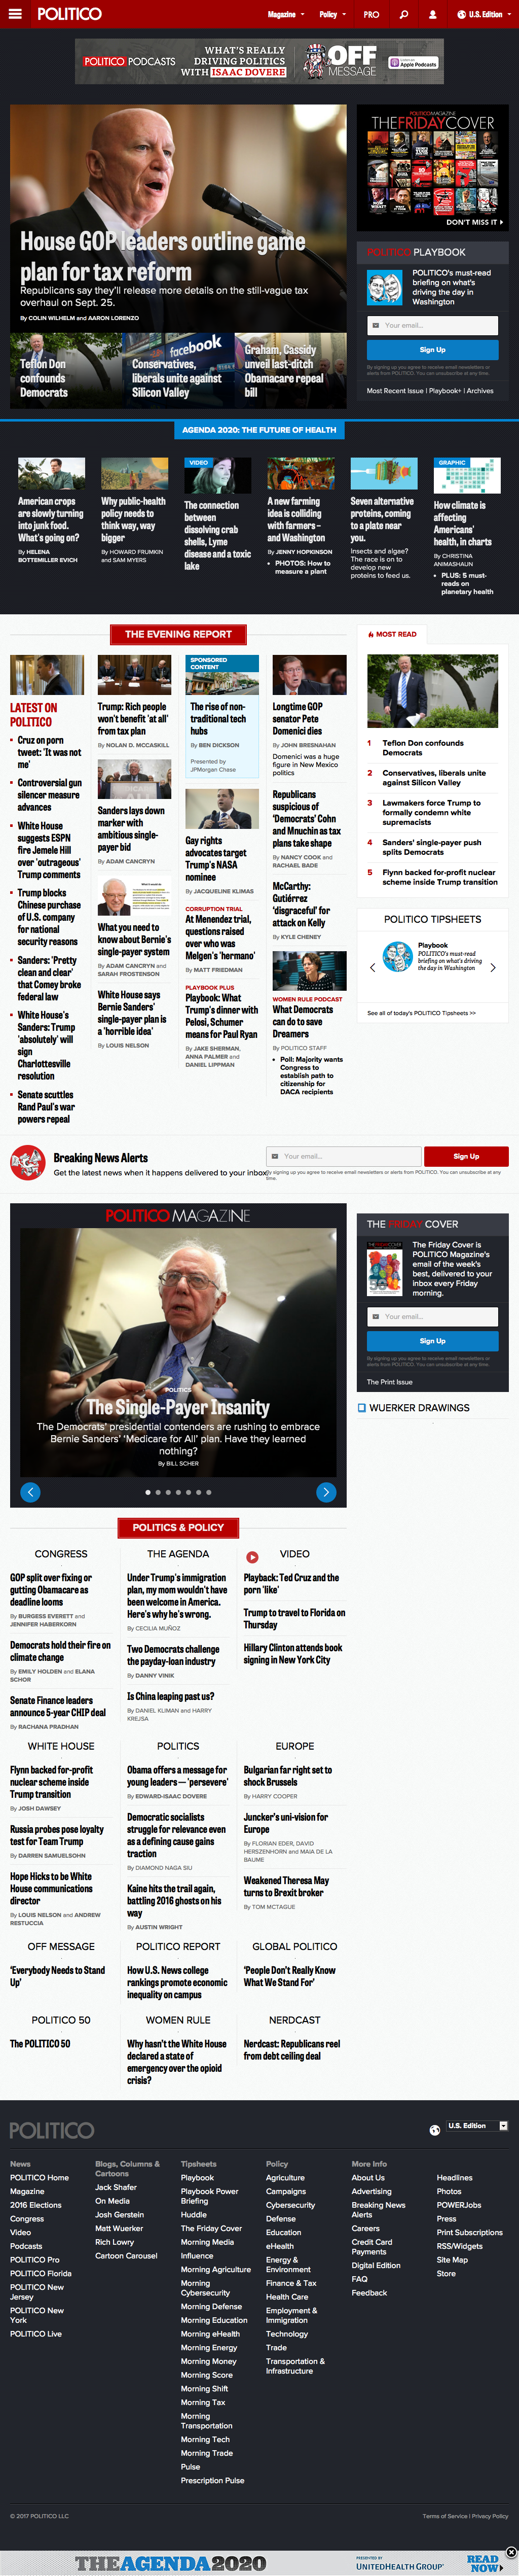 POLITICO
Magazine
Policy
PRO
U.S. Edition
POLITICO PODCASTS
WHAT'S REALLY
DRIVING POLITICS
WITH ISAAC DOVERE
OFF
MESSAGE
Apple Podcasts
House GOP leaders outline game
plan for tax reform
Republicans say they'll release more details on the still-vague tax
overhaul on Sept. 25.
By COLIN WILHELM and AARON LORENZO
Teflon Don
confounds
Democrats
facebook
Conservatives,
liberals unite against
Silicon Valley
Graham, Cassidy
unveil last-ditch
Obamacare repeal
bill
POLITICOMAGAZINE
THEFRIDAYCOVER
DON'T MISS IT
POLITICO PLAYBOOK
POLITICO's must-read
briefing on what's
driving the day in
Washington
Your email...
Sign Up
By signing up you agree to receive email newsletters or
alerts from POLITICO. You can unsubscribe at any time.
Most Recent Issue | Playbook+ | Archives
AGENDA 2020: THE FUTURE OF HEALTH
American crops
are slowly turning
into junk food.
What's going on?
By HELENA
BOTTEMILLER EVICH
Why public-health
policy needs to
think way, way
bigger
By HOWARD FRUMKIN
and SAM MYERS
VIDEO
The connection
between
dissolving crab
shells, Lyme
disease and a toxic
lake
A new farming
idea is colliding
with farmers –
and Washington
By JENNY HOPKINSON
PHOTOS: How to
measure a plant
Seven alternative
proteins, coming
to a plate near
you.
Insects and algae?
The race is on to
develop new
proteins to feed us.
GRAPHIC
How climate is
affecting
Americans'
health, in charts
By CHRISTINA
ANIMASHAUN
PLUS: 5 must-
reads on
planetary health
THE EVENING REPORT
LATEST ON
POLITICO
Cruz on porn
tweet: 'It was not
me'
Controversial gun
silencer measure
advances
White House
suggests ESPN
fire Jemele Hill
over 'outrageous'
Trump comments
Trump blocks
Chinese purchase
of U.S. company
for national
security reasons
Sanders: 'Pretty
clean and clear'
that Comey broke
federal law
White House's
Sanders: Trump
'absolutely' will
sign
Charlottesville
resolution
Senate scuttles
Rand Paul's war
powers repeal
Trump: Rich people
won't benefit 'at all'
from tax plan
By NOLAN D. MCCASKILL
Sanders lays down
marker with
ambitious single-
payer bid
By ADAM CANCRYN
What you need to
know about Bernie's
single-payer system
By ADAM CANCRYN and
SARAH FROSTENSON
White House says
Bernie Sanders'
single-payer plan is
a 'horrible idea'
By LOUIS NELSON
SPONSORED
CONTENT
The rise of non-
traditional tech
hubs
By BEN DICKSON
Presented by
JPMorgan Chase
Gay rights
advocates target
Trump's NASA
nominee
By JACQUELINE KLIMAS
CORRUPTION TRIAL
At Menendez trial,
questions raised
over who was
Melgen's 'hermano'
By MATT FRIEDMAN
PLAYBOOK PLUS
Playbook: What
Trump's dinner with
Pelosi, Schumer
means for Paul Ryan
By JAKE SHERMAN,
ANNA PALMER and
DANIEL LIPPMAN
Longtime GOP
senator Pete
Domenici dies
By JOHN BRESNAHAN
Domenici was a huge
figure in New Mexico
politics
Republicans
suspicious of
'Democrats' Cohn
and Mnuchin as tax
plans take shape
By NANCY COOK and
RACHAEL BADE
McCarthy:
Gutiérrez
'disgraceful' for
attack on Kelly
By KYLE CHENEY
WOMEN RULE PODCAST
What Democrats
can do to save
Dreamers
By POLITICO STAFF
Poll: Majority wants
Congress to
establish path to
citizenship for
DACA recipients
MOST READ
1 Teflon Don confounds
Democrats
2 Conservatives, liberals unite
against Silicon Valley
3 Lawmakers force Trump to
formally condemn white
supremacists
4 Sanders' single-payer push
splits Democrats
5 Flynn backed for-profit nuclear
scheme inside Trump transition
POLITICO TIPSHEETS
Playbook
POLITICO's must-read
briefing on what's driving
the day in Washington
See all of today's POLITICO Tipsheets >>
Breaking News Alerts
Get the latest news when it happens delivered to your inbox.
Your email...
Sign Up
By signing up you agree to receive email newsletters or alerts from POLITICO. You can unsubscribe at any
time.
POLITICO MAGAZINE
POLITICS
The Single-Payer Insanity
The Democrats' presidential contenders are rushing to embrace
Bernie Sanders' 'Medicare for All' plan. Have they learned
nothing?
By BILL SCHER
THE FRIDAY COVER
The Friday Cover is
POLITICO Magazine's
email of the week's
best, delivered to your
inbox every Friday
morning.
Your email...
Sign Up
By signing up you agree to receive email newsletters or
alerts from POLITICO. You can unsubscribe at any time.
The Print Issue
WUERKER DRAWINGS
POLITICS & POLICY
CONGRESS
GOP split over fixing or
gutting Obamacare as
deadline looms
By BURGESS EVERETT and
JENNIFER HABERKORN
Democrats hold their fire on
climate change
By EMILY HOLDEN and ELANA
SCHOR
Senate Finance leaders
announce 5-year CHIP deal
By RACHANA PRADHAN
THE AGENDA
Under Trump's immigration
plan, my mom wouldn't have
been welcome in America.
Here's why he's wrong.
By CECILIA MUÑOZ
Two Democrats challenge
the payday-loan industry
By DANNY VINIK
Is China leaping past us?
By DANIEL KLIMAN and HARRY
KREJSA
VIDEO
Playback: Ted Cruz and the
porn 'like'
Trump to travel to Florida on
Thursday
Hillary Clinton attends book
signing in New York City
WHITE HOUSE
Flynn backed for-profit
nuclear scheme inside
Trump transition
By JOSH DAWSEY
Russia probes pose loyalty
test for Team Trump
By DARREN SAMUELSOHN
Hope Hicks to be White
House communications
director
By LOUIS NELSON and ANDREW
RESTUCCIA
POLITICS
Obama offers a message for
young leaders — 'persevere'
By EDWARD-ISAAC DOVERE
Democratic socialists
struggle for relevance even
as a defining cause gains
traction
By DIAMOND NAGA SIU
Kaine hits the trail again,
battling 2016 ghosts on his
way
By AUSTIN WRIGHT
EUROPE
Bulgarian far right set to
shock Brussels
By HARRY COOPER
Juncker's uni-vision for
Europe
By FLORIAN EDER, DAVID
HERSZENHORN and MAIA DE LA
BAUME
Weakened Theresa May
turns to Brexit broker
By TOM MCTAGUE
OFF MESSAGE
'Everybody Needs to Stand
Up'
POLITICO REPORT
How U.S. News college
rankings promote economic
inequality on campus
GLOBAL POLITICO
'People Don't Really Know
What We Stand For'
POLITICO 50
The POLITICO 50
WOMEN RULE
Why hasn't the White House
declared a state of
emergency over the opioid
crisis?
NERDCAST
Nerdcast: Republicans reel
from debt ceiling deal
POLITICO
U.S. Edition
News
POLITICO Home
Magazine
2016 Elections
Congress
Video
Podcasts
POLITICO Pro
POLITICO Florida
POLITICO New
Jersey
POLITICO New
York
POLITICO Live
Blogs, Columns &
Cartoons
Jack Shafer
On Media
Josh Gerstein
Matt Wuerker
Rich Lowry
Cartoon Carousel
Tipsheets
Playbook
Playbook Power
Briefing
Huddle
The Friday Cover
Morning Media
Influence
Morning Agriculture
Morning
Cybersecurity
Morning Defense
Morning Education
Morning eHealth
Morning Energy
Morning Money
Morning Score
Morning Shift
Morning Tax
Morning
Transportation
Morning Tech
Morning Trade
Pulse
Prescription Pulse
Policy
Agriculture
Campaigns
Cybersecurity
Defense
Education
eHealth
Energy &
Environment
Finance & Tax
Health Care
Employment &
Immigration
Technology
Trade
Transportation &
Infrastructure
More Info
About Us
Advertising
Breaking News
Alerts
Careers
Credit Card
Payments
Digital Edition
FAQ
Feedback
Headlines
Photos
POWERJobs
Press
Print Subscriptions
RSS/Widgets
Site Map
Store
© 2017 POLITICO LLC
Terms of Service | Privacy Policy
THEAGENDA2020
PRESENTED BY
UNITEDHEALTH GROUP
READ
NOW